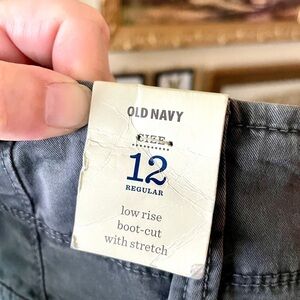 OLD NAVY
SIZE
12
REGULAR
low rise
boot-cut
with stretch